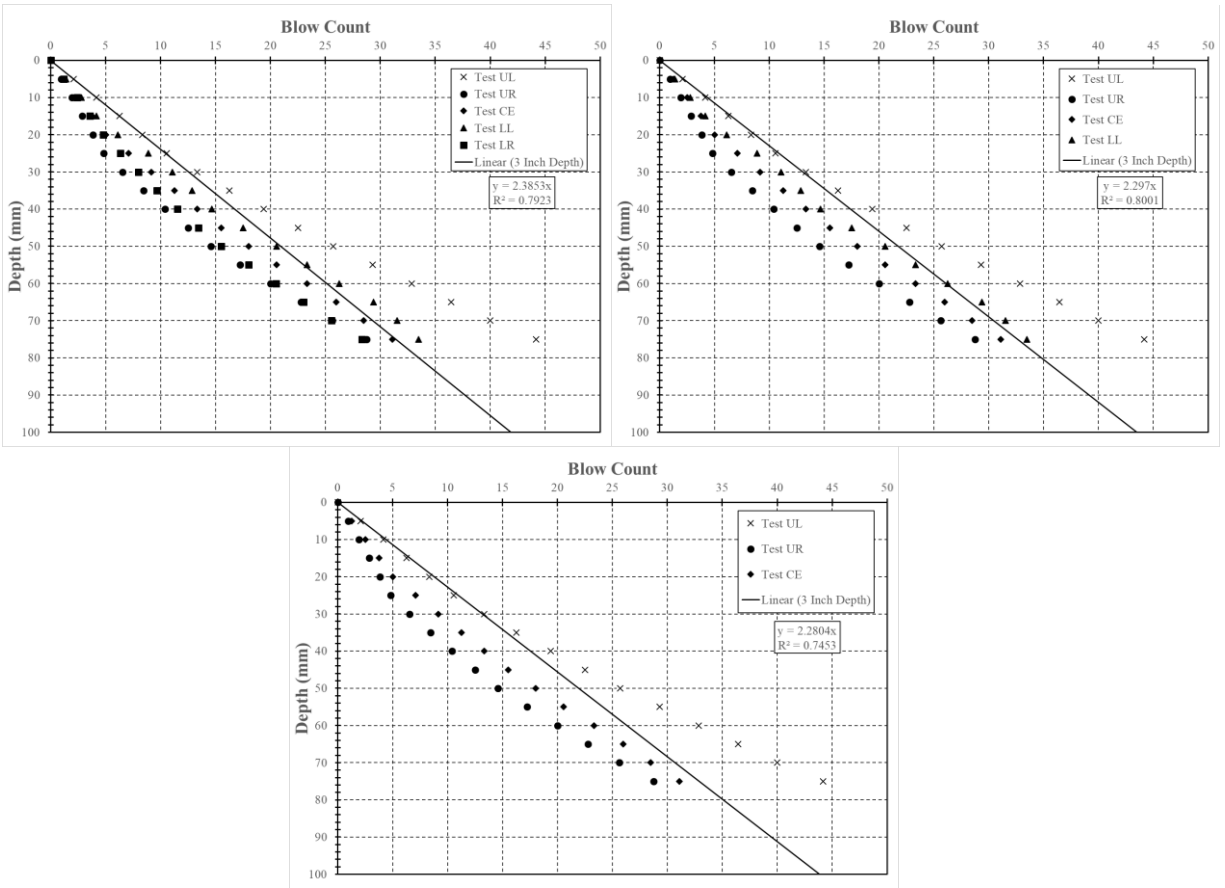 Blow Count
0 5 10 15 20 25 30 35 40 45 50
0
10
20
30
40
50
60
70
80
90
100
Depth (mm)
Test UL
Test UR
Test CE
Test LL
Test LR
Linear (3 Inch Depth)
y = 2.3853x
R² = 0.7923
Blow Count
0 5 10 15 20 25 30 35 40 45 50
0
10
20
30
40
50
60
70
80
90
100
Depth (mm)
Test UL
Test UR
Test CE
Test LL
Linear (3 Inch Depth)
y = 2.297x
R² = 0.8001
Blow Count
0 5 10 15 20 25 30 35 40 45 50
0
10
20
30
40
50
60
70
80
90
100
Depth (mm)
Test UL
Test UR
Test CE
Linear (3 Inch Depth)
y = 2.2804x
R² = 0.7453